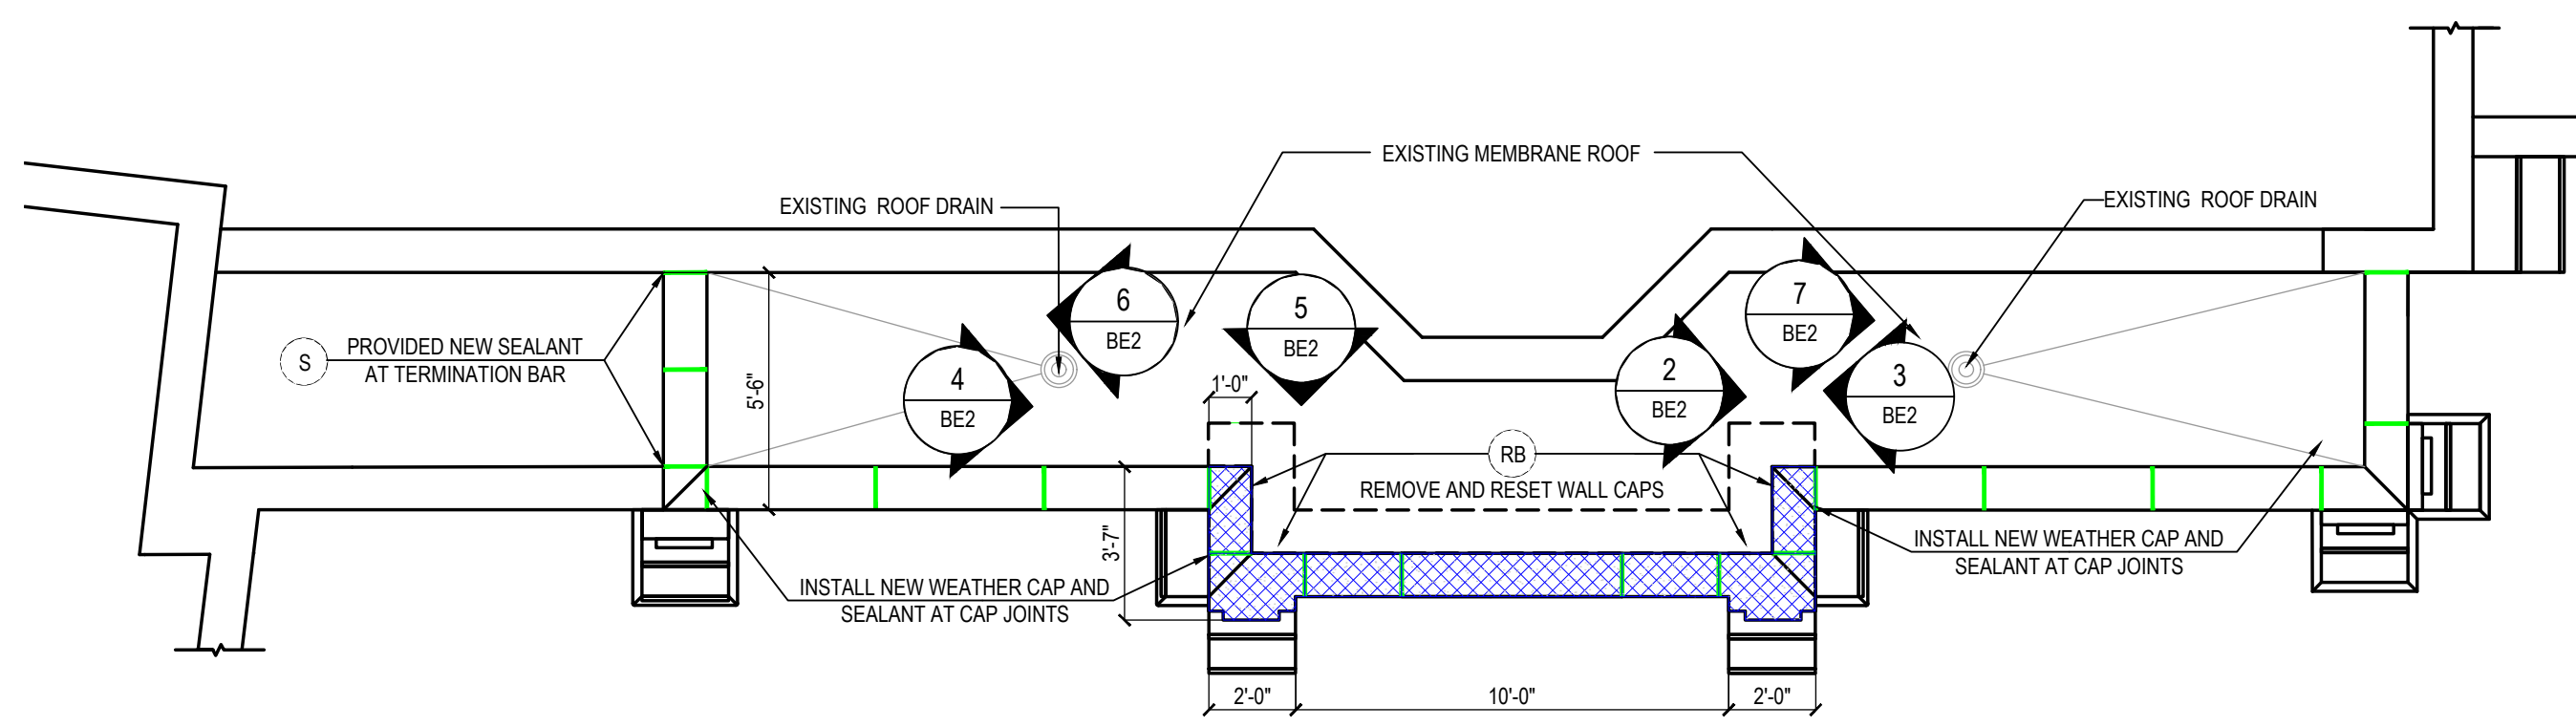 EXISTING MEMBRANE ROOF
EXISTING ROOF DRAIN
EXISTING ROOF DRAIN
6
BE2
5
BE2
7
BE2
S
PROVIDED NEW SEALANT
AT TERMINATION BAR
4
BE2
2
BE2
3
BE2
5'-6"
1'-0"
RB
REMOVE AND RESET WALL CAPS
3'-7"
INSTALL NEW WEATHER CAP AND
SEALANT AT CAP JOINTS
INSTALL NEW WEATHER CAP AND
SEALANT AT CAP JOINTS
2'-0"
10'-0"
2'-0"